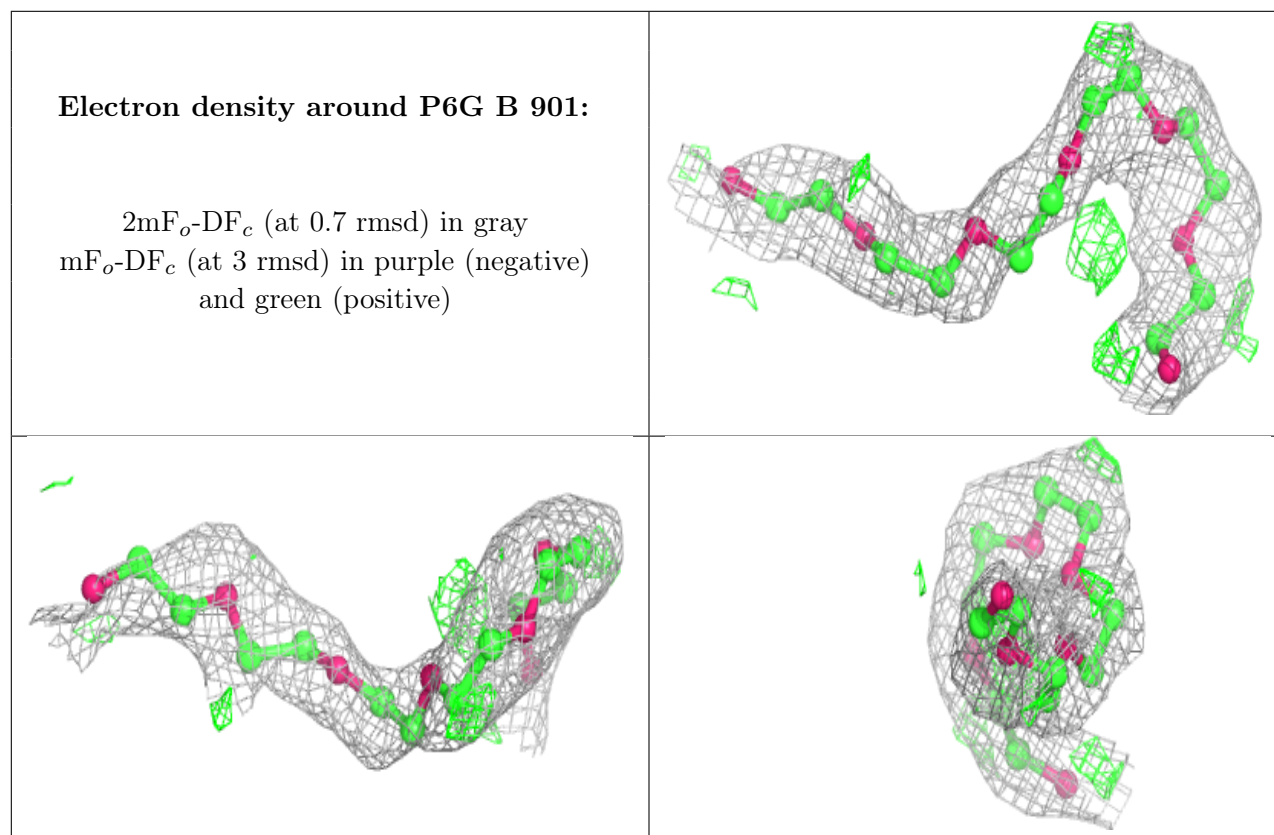 Electron density around P6G B 901:
2mFₒ-DF𝒸 (at 0.7 rmsd) in gray
mFₒ-DF𝒸 (at 3 rmsd) in purple (negative)
and green (positive)